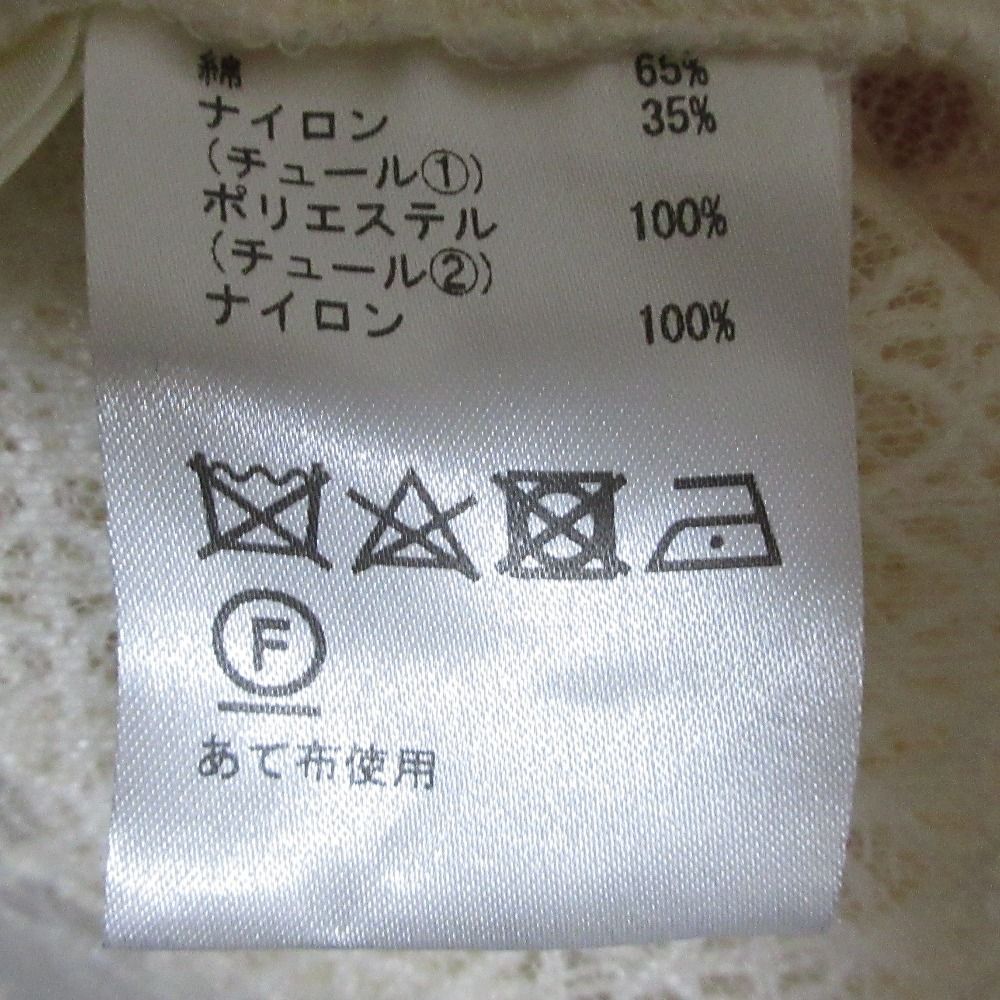 綿 65%
ナイロン 35%
(チュール①)
ポリエステル 100%
(チュール②)
ナイロン 100%
F
あて布使用